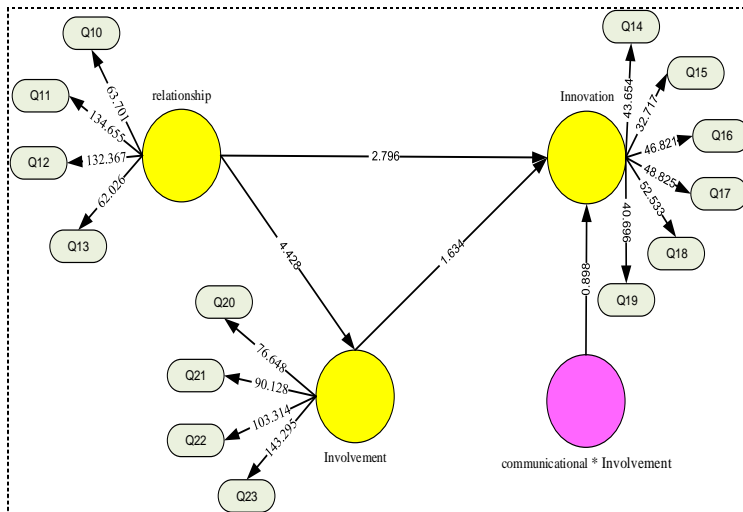 Q10
Q11
Q12
Q13
63.701
134.655
132.367
62.026
relationship
2.796
4.428
Q14
Q15
Q16
Q17
Q18
Q19
Innovation
43.654
32.717
46.821
48.825
52.533
40.696
1.634
0.898
Q20
Q21
Q22
Q23
76.648
90.128
103.314
143.295
Involvement
communicational * Involvement